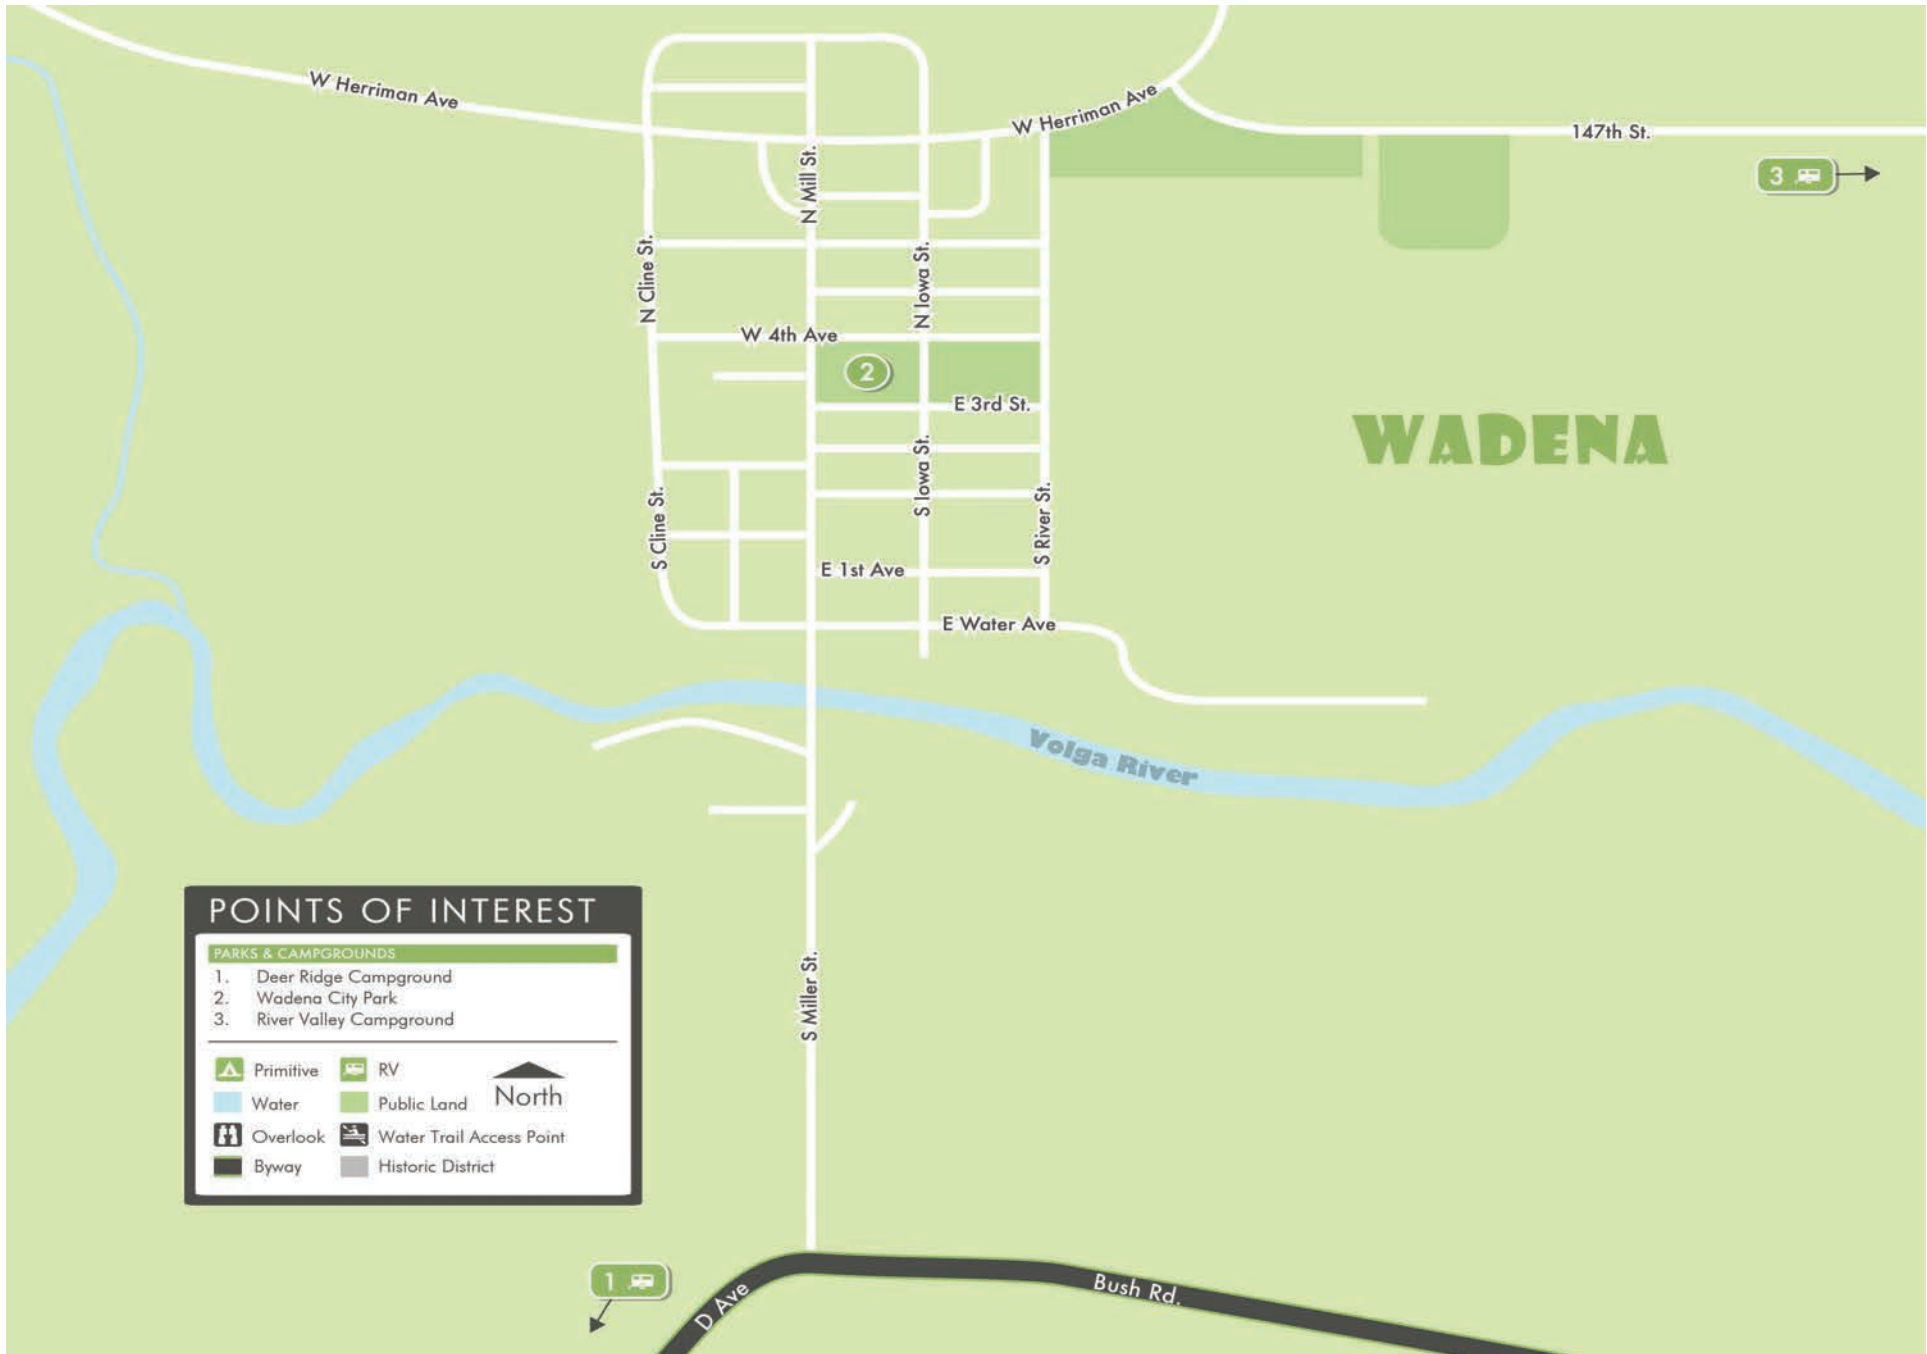 W Herriman Ave
W Herriman Ave
147th St.
3
N Mill St.
N Cline St.
N Iowa St.
W 4th Ave
2
E 3rd St.
WADENA
S Iowa St.
S Cline St.
S River St.
E 1st Ave
E Water Ave
Volga River
POINTS OF INTEREST
PARKS & CAMPGROUNDS
1. Deer Ridge Campground
2. Wadena City Park
3. River Valley Campground
Primitive
RV
North
Water
Public Land
Overlook
Water Trail Access Point
Byway
Historic District
S Miller St.
1
D Ave
Bush Rd.